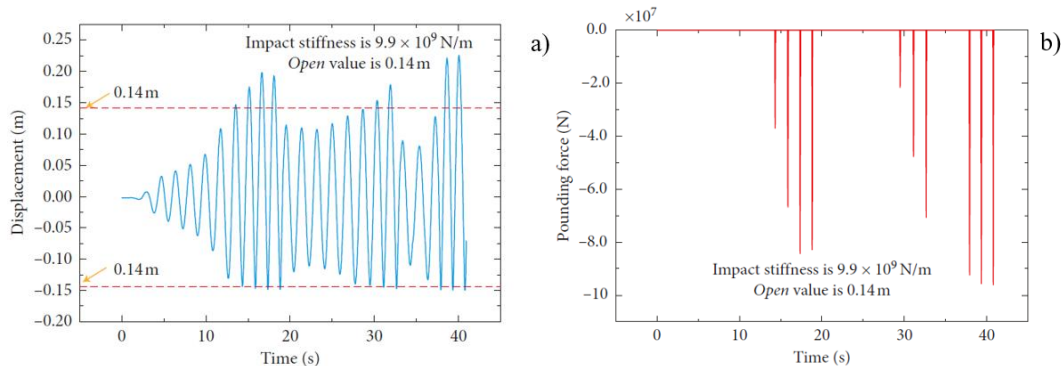 Impact stiffness is 9.9 × 10⁹ N/m
Open value is 0.14 m
a)
0.14 m
0.14 m
0.25
0.20
0.15
0.10
0.05
0.00
−0.05
−0.10
−0.15
−0.20
Displacement (m)
0 10 20 30 40
Time (s)
×10⁷
b)
0.0
−2.0
−4.0
−6.0
−8.0
−10
Pounding force (N)
Impact stiffness is 9.9 × 10⁹ N/m
Open value is 0.14 m
0 10 20 30 40
Time (s)